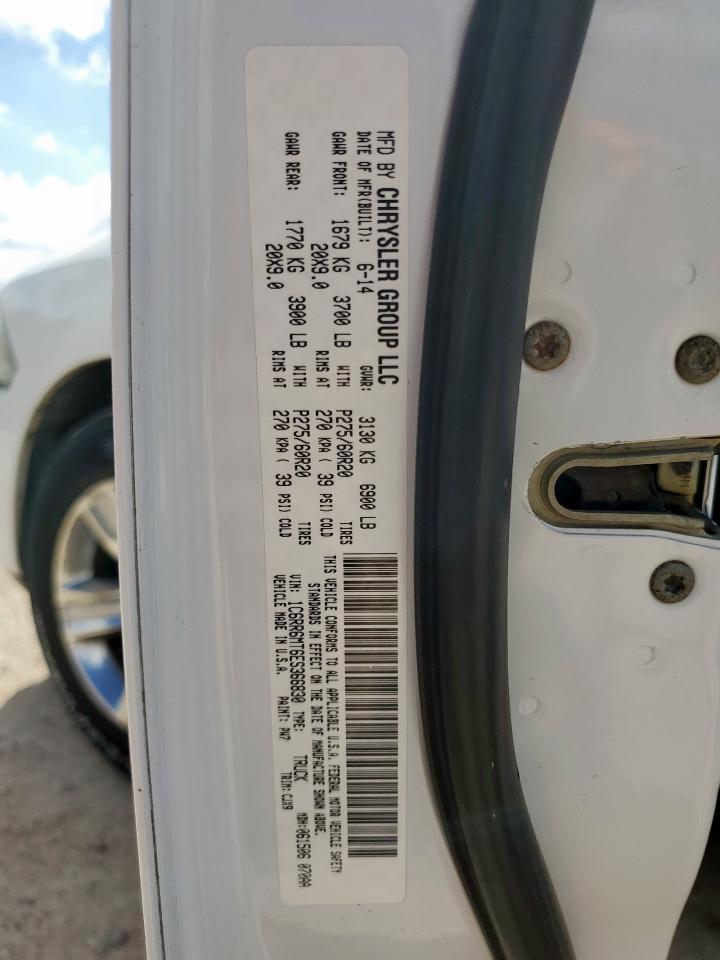 MFD BY CHRYSLER GROUP LLC
DATE OF MFR(BUILT): 6-14 GVWR: 3130 KG 6900 LB
GAWR FRONT: 1679 KG 3700 LB WITH P275/60R20 TIRES
20X9.0 RIMS AT 270 KPA ( 39 PSI) COLD
GAWR REAR: 1770 KG 3900 LB WITH P275/60R20 TIRES
20X9.0 RIMS AT 270 KPA ( 39 PSI) COLD
THIS VEHICLE CONFORMS TO ALL APPLICABLE U.S.A. FEDERAL MOTOR VEHICLE SAFETY
STANDARDS IN EFFECT ON THE DATE OF MANUFACTURE SHOWN ABOVE.
VIN: 1C6RR6MT6ES366830 TYPE: TRUCK MDH:061506 070AA
VEHICLE MADE IN U.S.A. PAINT: PW7 TRIM: CJX9